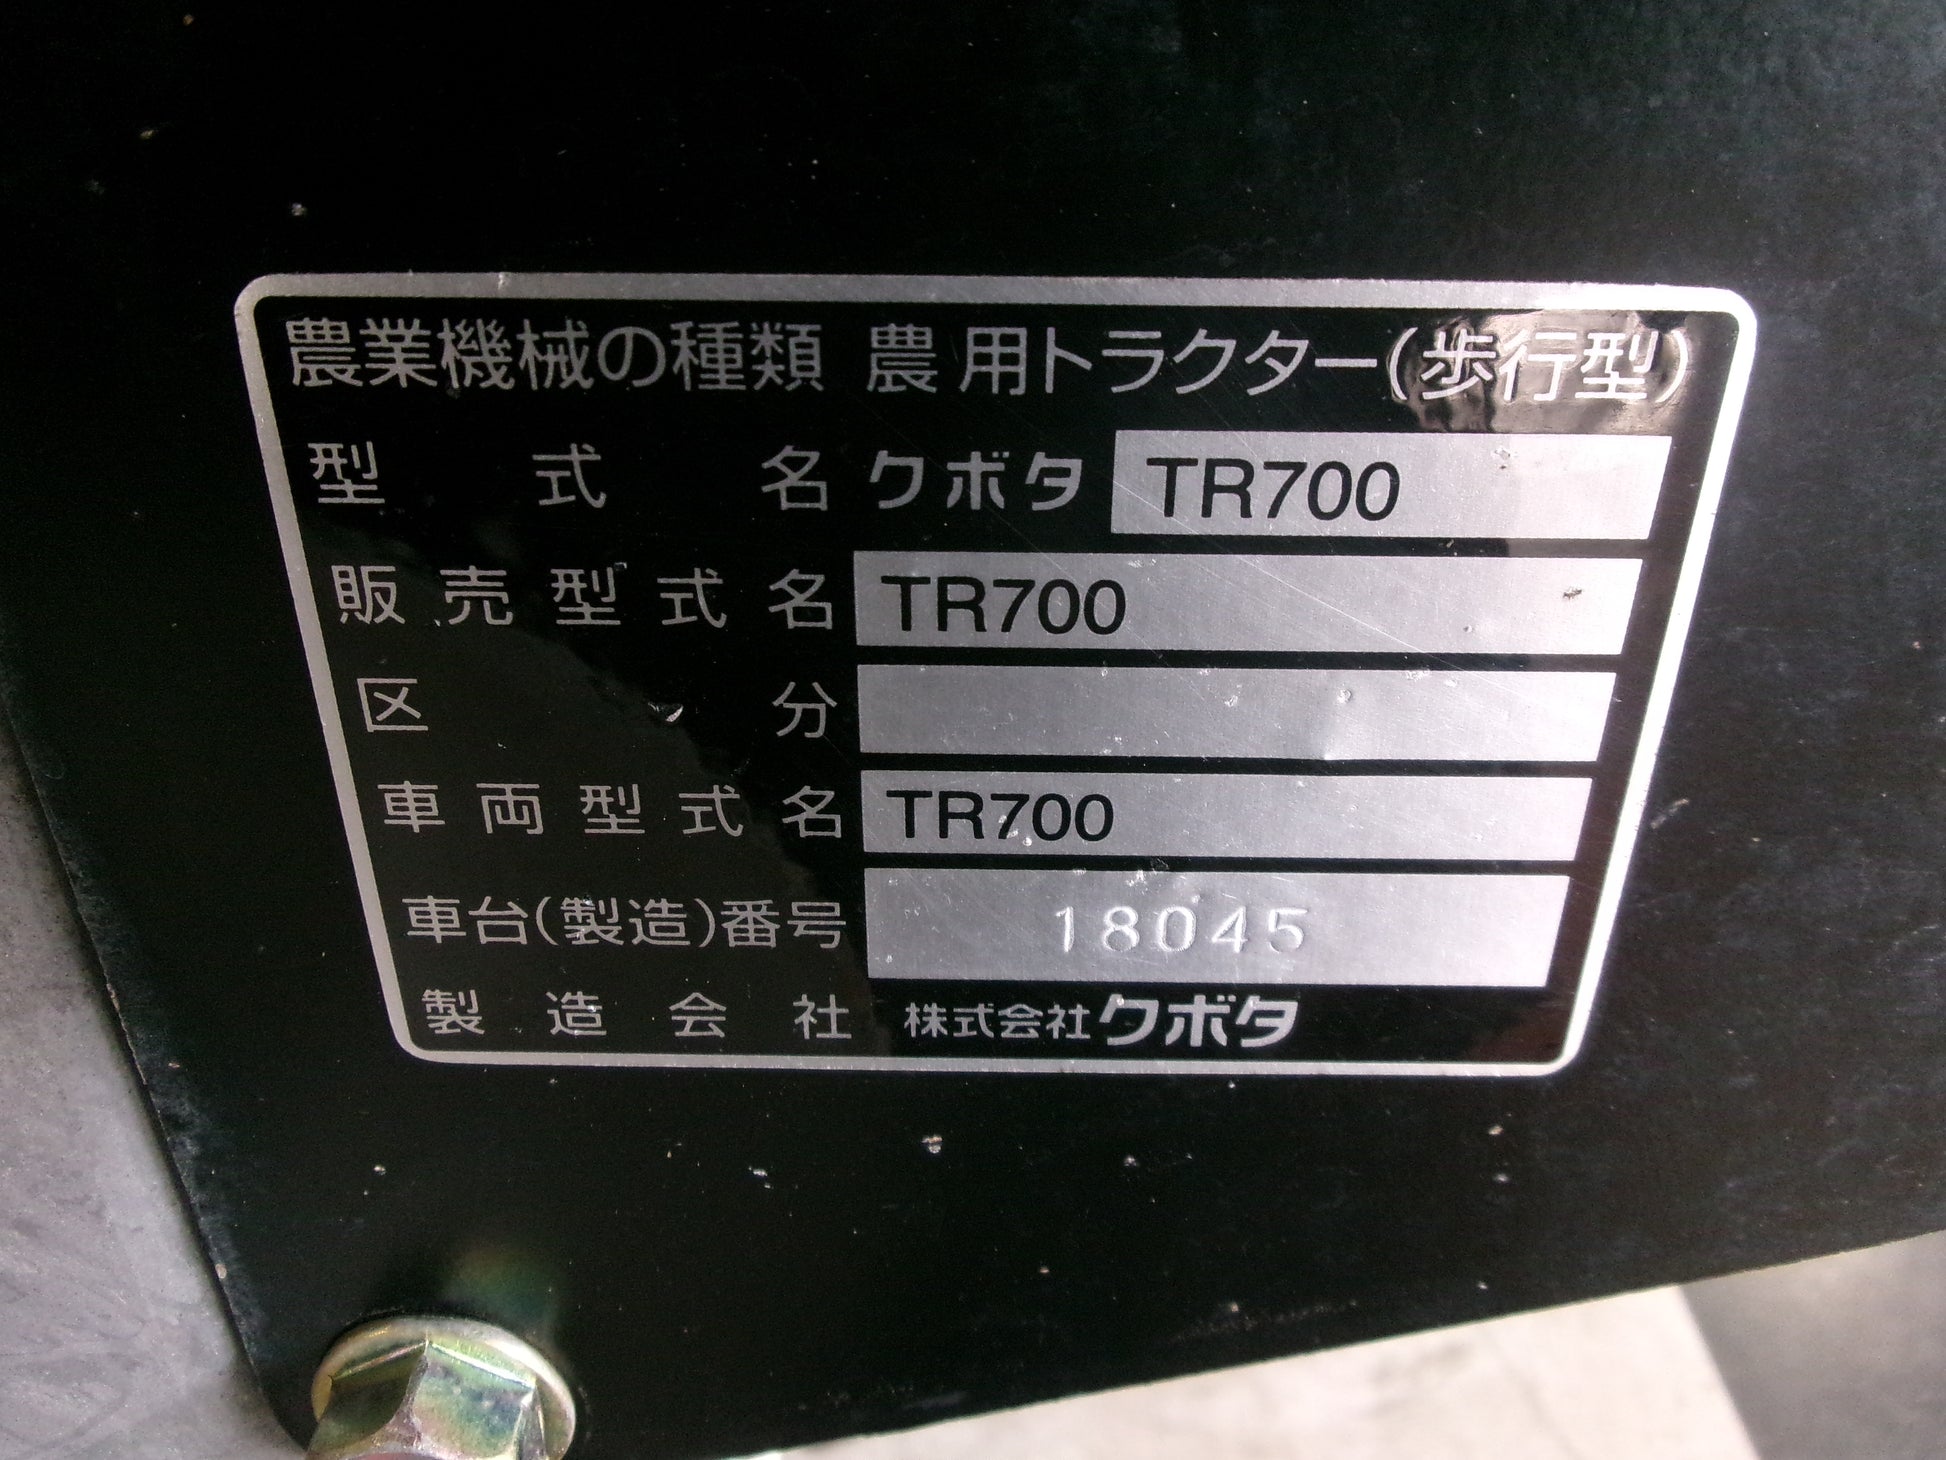 農業機械の種類 農用トラクター(歩行型)
型式名 クボタ TR700
販売型式名 TR700
区分
車両型式名 TR700
車台(製造)番号 18045
製造会社 株式会社クボタ